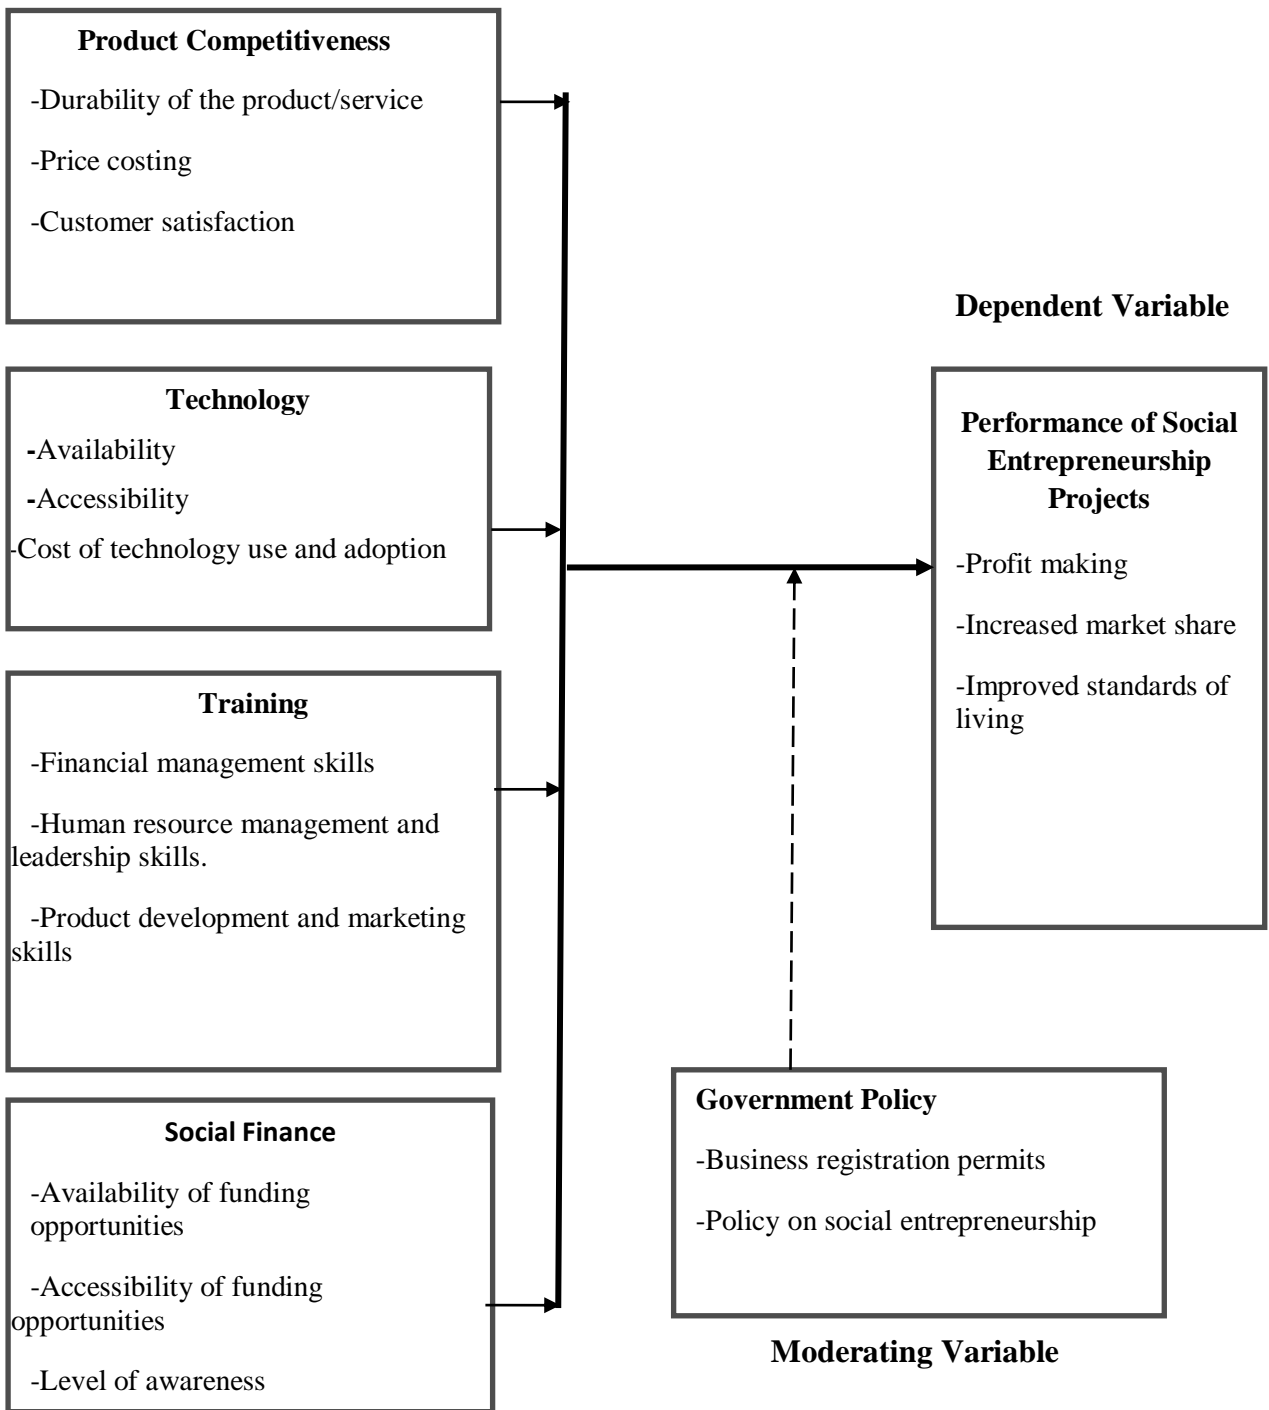 Product Competitiveness
-Durability of the product/service
-Price costing
-Customer satisfaction
Technology
-Availability
-Accessibility
-Cost of technology use and adoption
Training
-Financial management skills
-Human resource management and
leadership skills.
-Product development and marketing
skills
Social Finance
-Availability of funding
opportunities
-Accessibility of funding
opportunities
-Level of awareness
Dependent Variable
Performance of Social
Entrepreneurship
Projects
-Profit making
-Increased market share
-Improved standards of
living
Government Policy
-Business registration permits
-Policy on social entrepreneurship
Moderating Variable